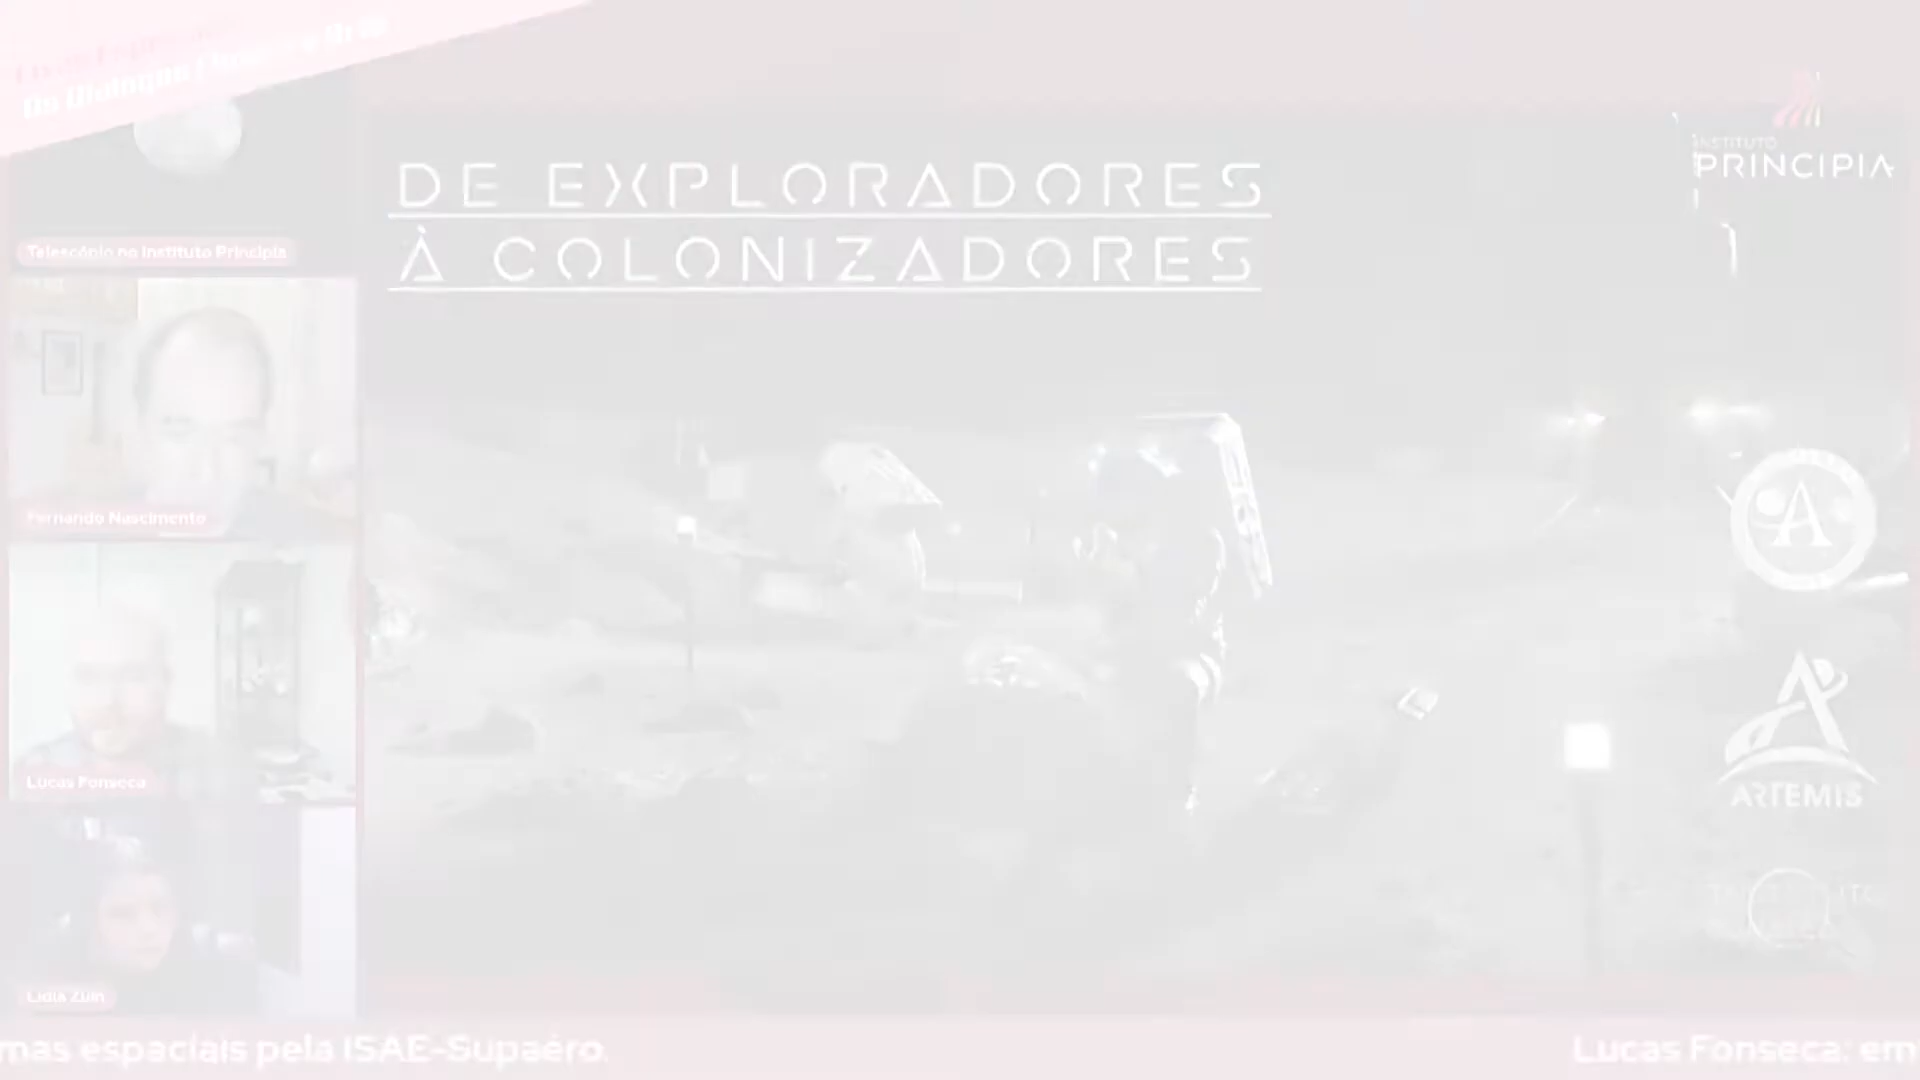 Telescópio no Instituto Principia
DE EXPLORADORES
À COLONIZADORES
INSTITUTO
PRINCIPIA
Fernando Nascimento
Lucas Fonseca
Lidia Zuin
A
ARTEMIS
mas espaciais pela ISAE-Supaéro.
Lucas Fonseca: em